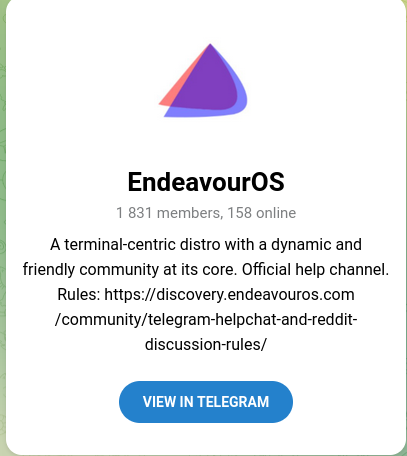 EndeavourOS
1 831 members, 158 online
A terminal-centric distro with a dynamic and
friendly community at its core. Official help channel.
Rules: https://discovery.endeavouros.com
/community/telegram-helpchat-and-reddit-
discussion-rules/
VIEW IN TELEGRAM